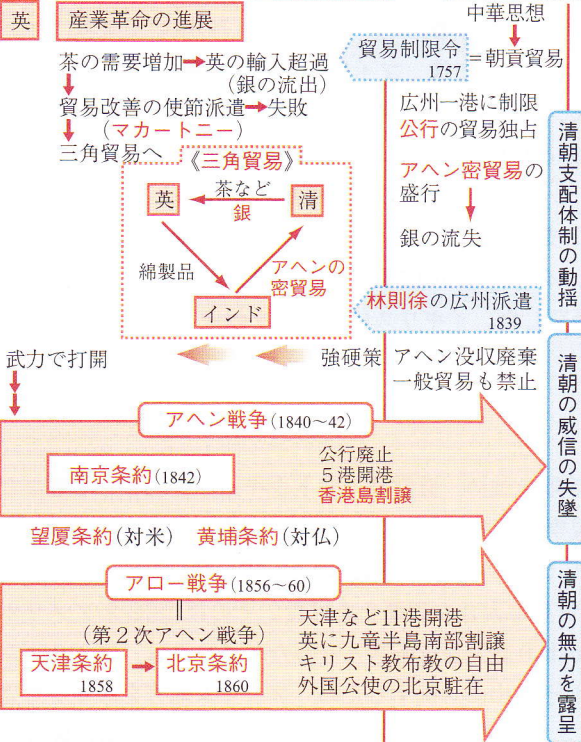 英
産業革命の進展
中華思想
茶の需要増加→英の輸入超過
(銀の流出)
貿易制限令
1757
=朝貢貿易
貿易改善の使節派遣→失敗
(マカートニー)
三角貿易へ
広州一港に制限
公行の貿易独占
アヘン密貿易の
盛行
銀の流失
《三角貿易》
英
茶など
銀
清
綿製品
アヘンの
密貿易
インド
林則徐の広州派遣
1839
清朝支配体制の動揺
武力で打開
強硬策
アヘン没収廃棄
一般貿易も禁止
アヘン戦争(1840〜42)
南京条約(1842)
公行廃止
5港開港
香港島割譲
清朝の威信の失墜
望厦条約(対米) 黄埔条約(対仏)
アロー戦争(1856〜60)
(第2次アヘン戦争)
天津条約
1858
北京条約
1860
天津など11港開港
英に九竜半島南部割譲
キリスト教布教の自由
外国公使の北京駐在
清朝の無力を露呈